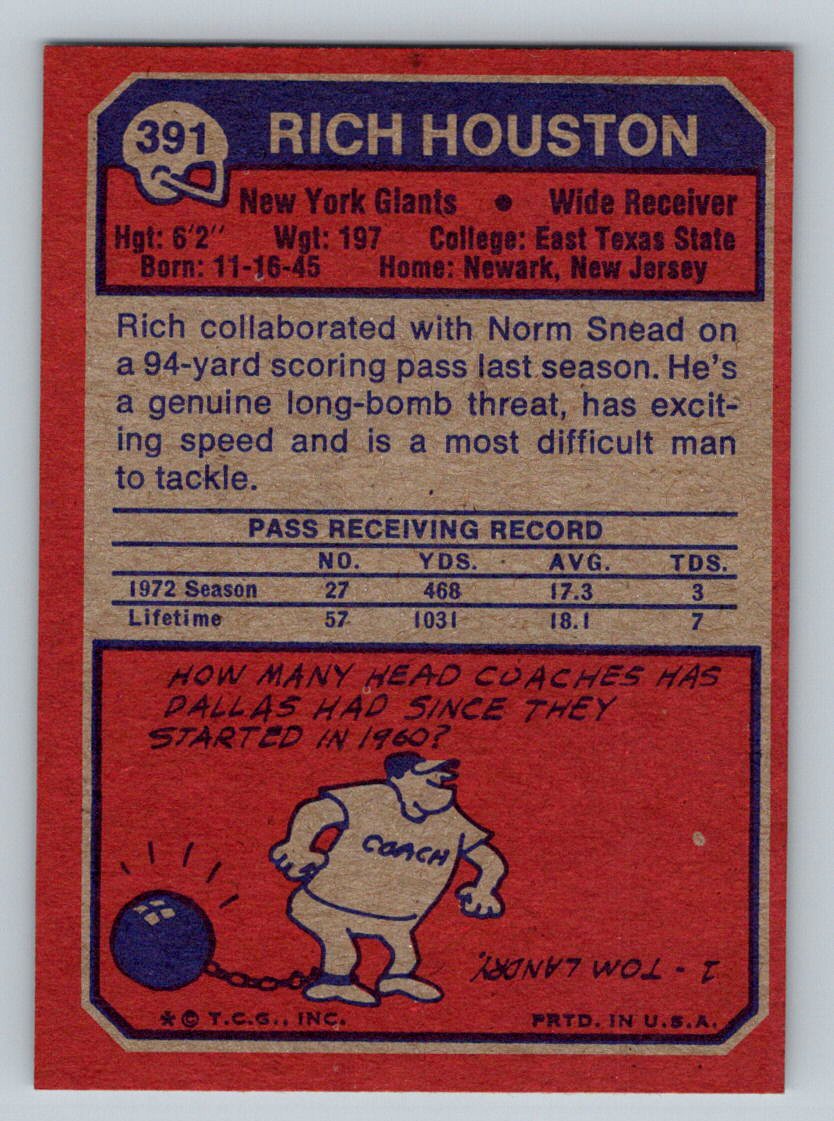 391
RICH HOUSTON
New York Giants • Wide Receiver
Hgt: 6'2" Wgt: 197 College: East Texas State
Born: 11-16-45 Home: Newark, New Jersey
Rich collaborated with Norm Snead on
a 94-yard scoring pass last season. He's
a genuine long-bomb threat, has excit-
ing speed and is a most difficult man
to tackle.
PASS RECEIVING RECORD
NO. YDS. AVG. TDS.
1972 Season 27 468 17.3 3
Lifetime 57 1031 18.1 7
HOW MANY HEAD COACHES HAS
DALLAS HAD SINCE THEY
STARTED IN 1960?
COACH
1 - TOM LANDRY.
* © T.C.G., INC. PRTD. IN U.S.A.